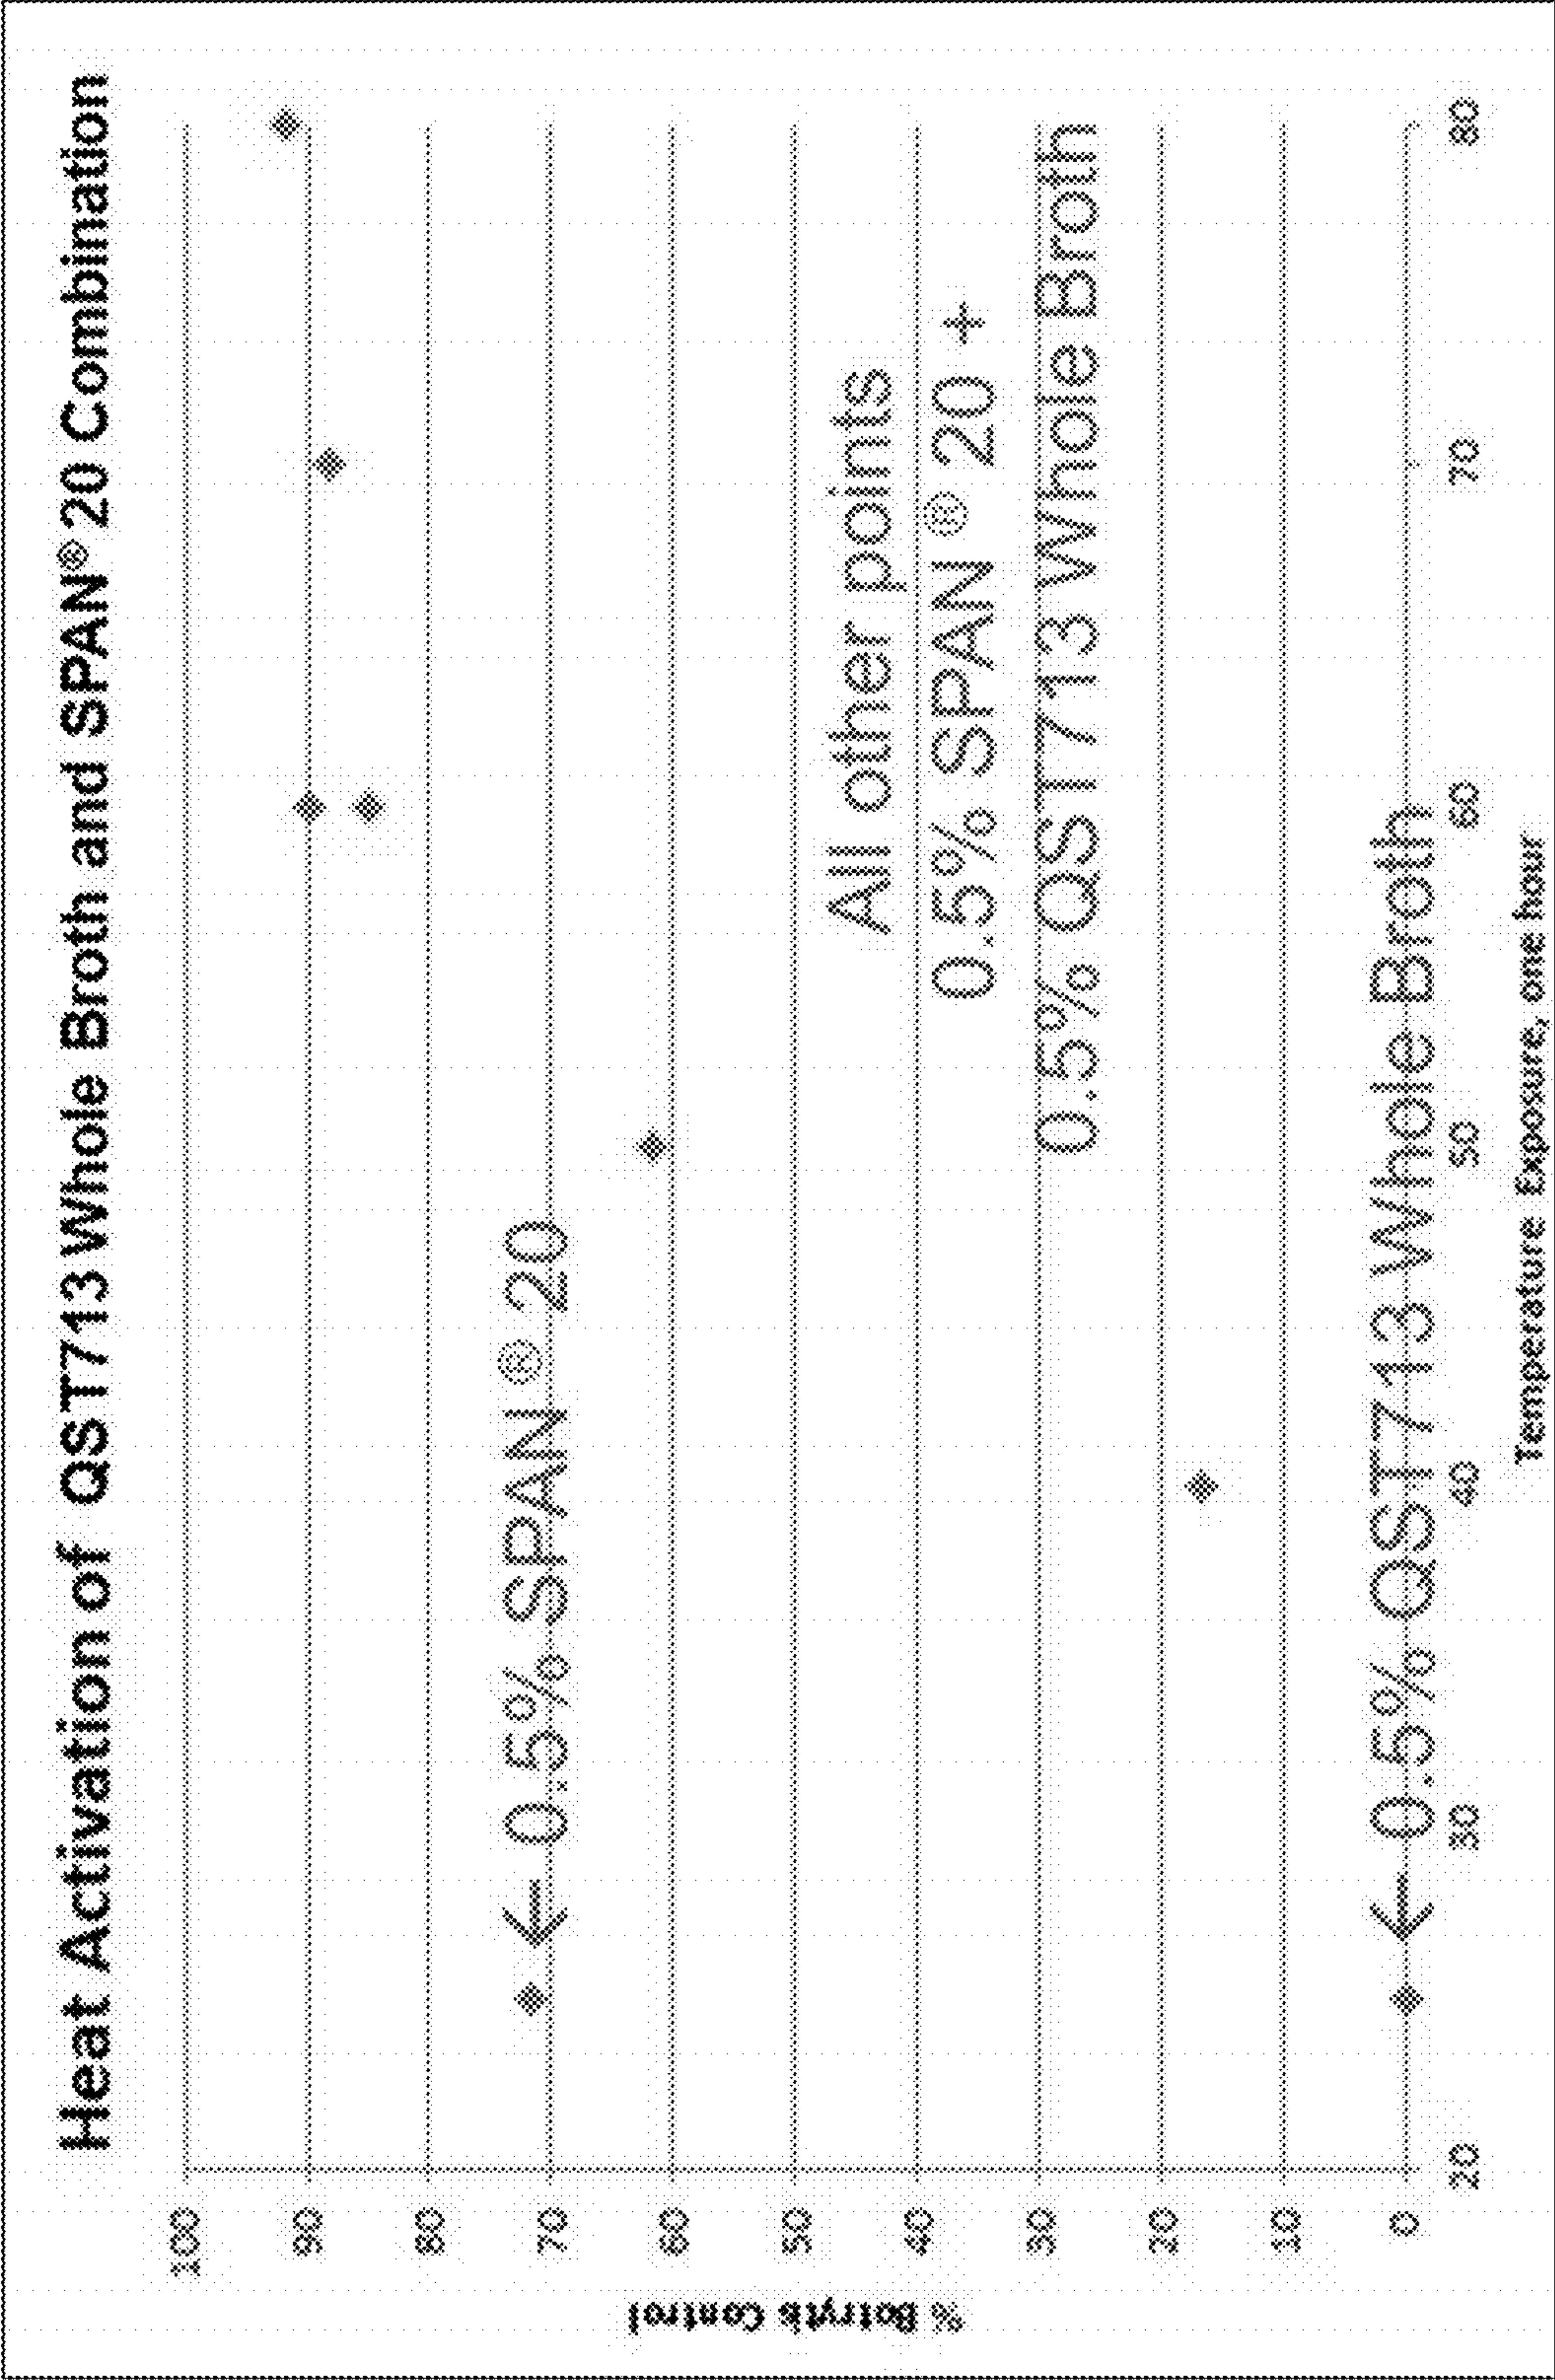 Heat Activation of QST713 Whole Broth and SPAN® 20 Combination
% Botrytis Control
100
90
80
70
60
50
40
30
20
10
0
← 0.5% SPAN® 20
All other points
0.5% SPAN® 20 +
0.5% QST713 Whole Broth
← 0.5% QST713 Whole Broth
20
30
40
50
60
70
80
Temperature Exposure, one hour